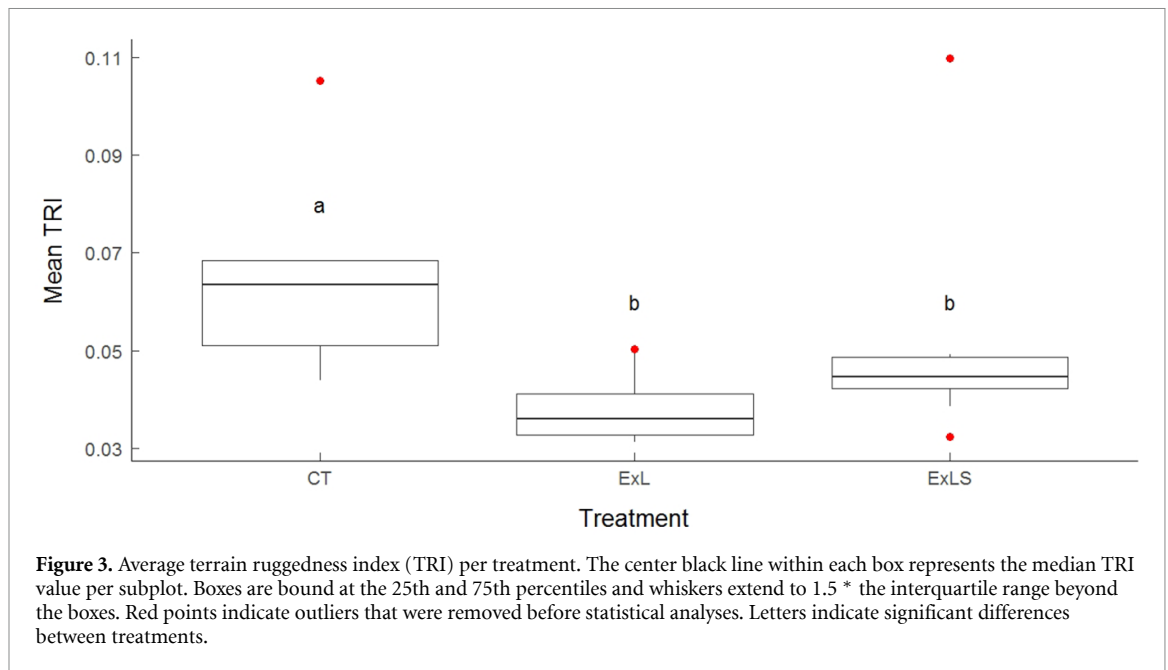 0.11
0.09
0.07
0.05
0.03
Mean TRI
a
b
b
CT
ExL
ExLS
Treatment
Figure 3. Average terrain ruggedness index (TRI) per treatment. The center black line within each box represents the median TRI
value per subplot. Boxes are bound at the 25th and 75th percentiles and whiskers extend to 1.5 * the interquartile range beyond
the boxes. Red points indicate outliers that were removed before statistical analyses. Letters indicate significant differences
between treatments.